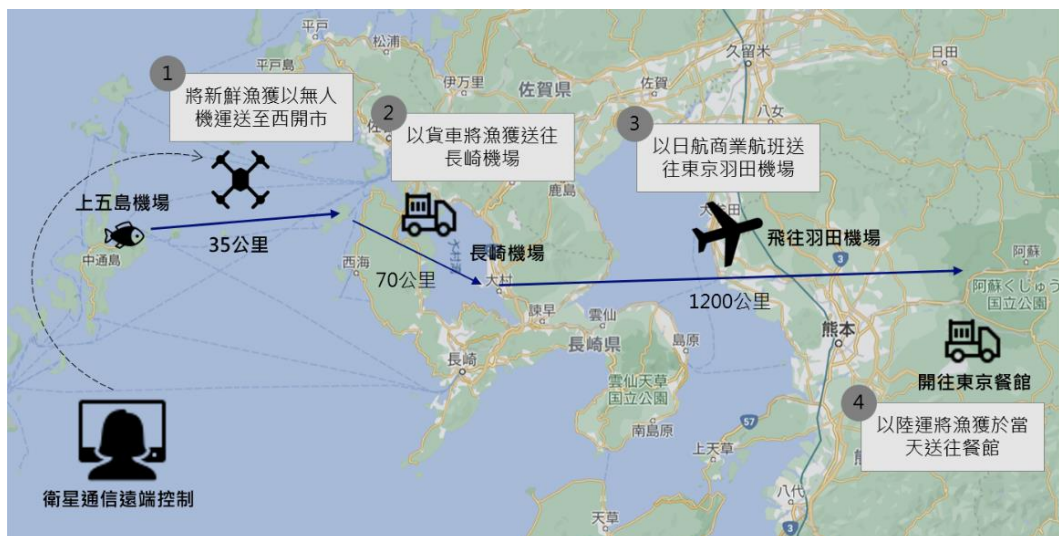 平戸
松浦
平戸島
伊万里
佐賀県
佐賀
久留米
日田
八女
1
將新鮮漁獲以無人
機運送至西開市
2
以貨車將漁獲送往
長崎機場
3
以日航商業航班送
往東京羽田機場
鹿島
上五島機場
中通島
35公里
西海
70公里
長崎機場
大村
諫早
雲仙
長崎県
長崎
島原
雲仙天草
国立公園
南島原
飛往羽田機場
1200公里
3
熊本
阿蘇
阿蘇くじゅう
国立公園
開往東京餐館
4
以陸運將漁獲於當
天送往餐館
57
上天草
八代
3
天草
衛星通信遠端控制